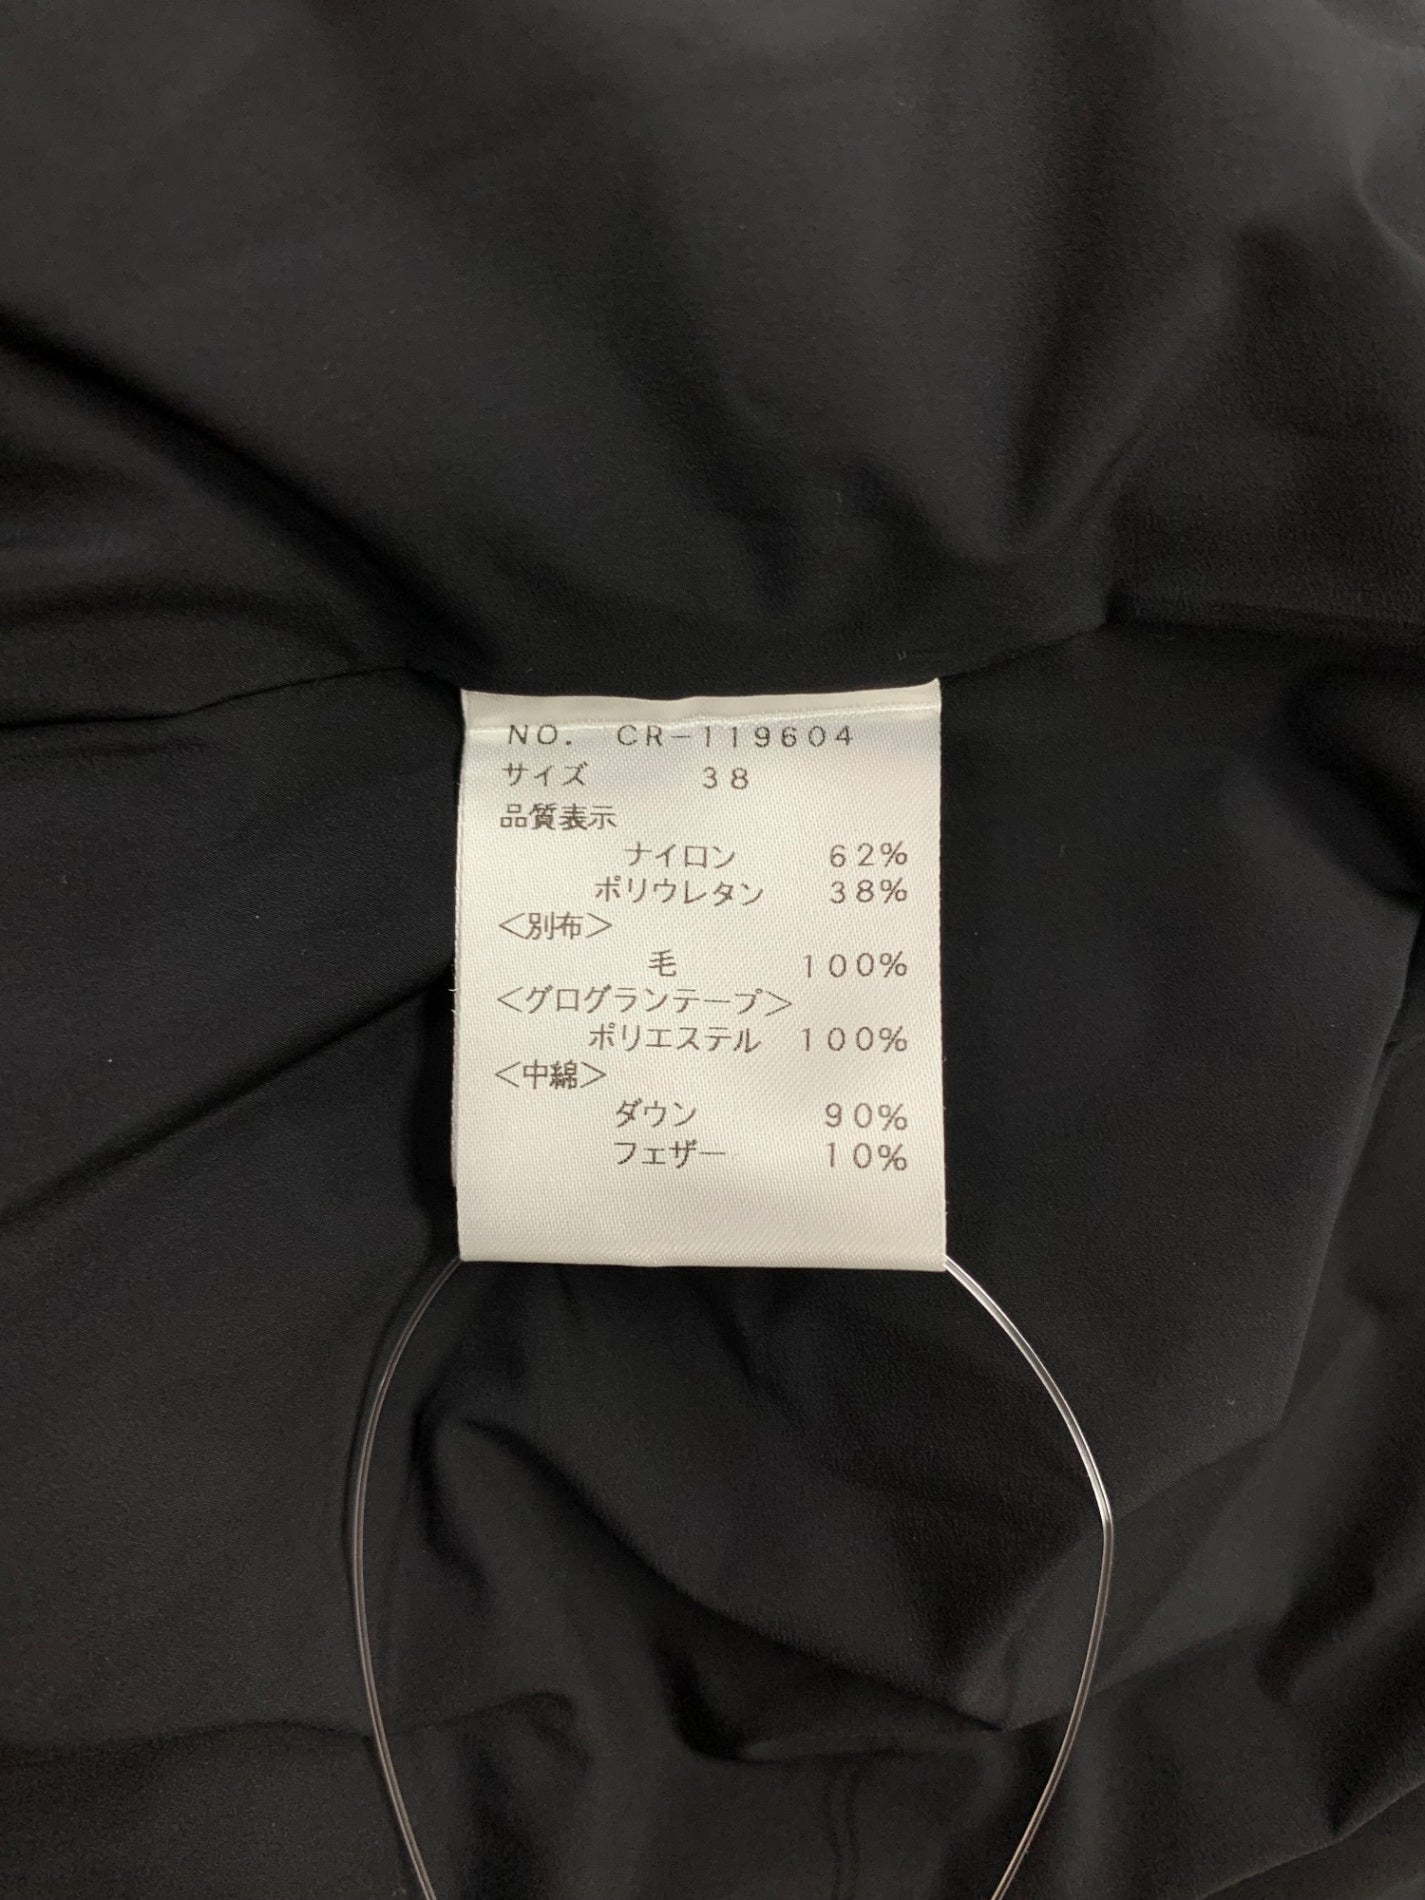 NO. CR-119604
サイズ 38
品質表示
ナイロン 62%
ポリウレタン 38%
<別布>
毛 100%
<グログランテープ>
ポリエステル 100%
<中綿>
ダウン 90%
フェザー 10%